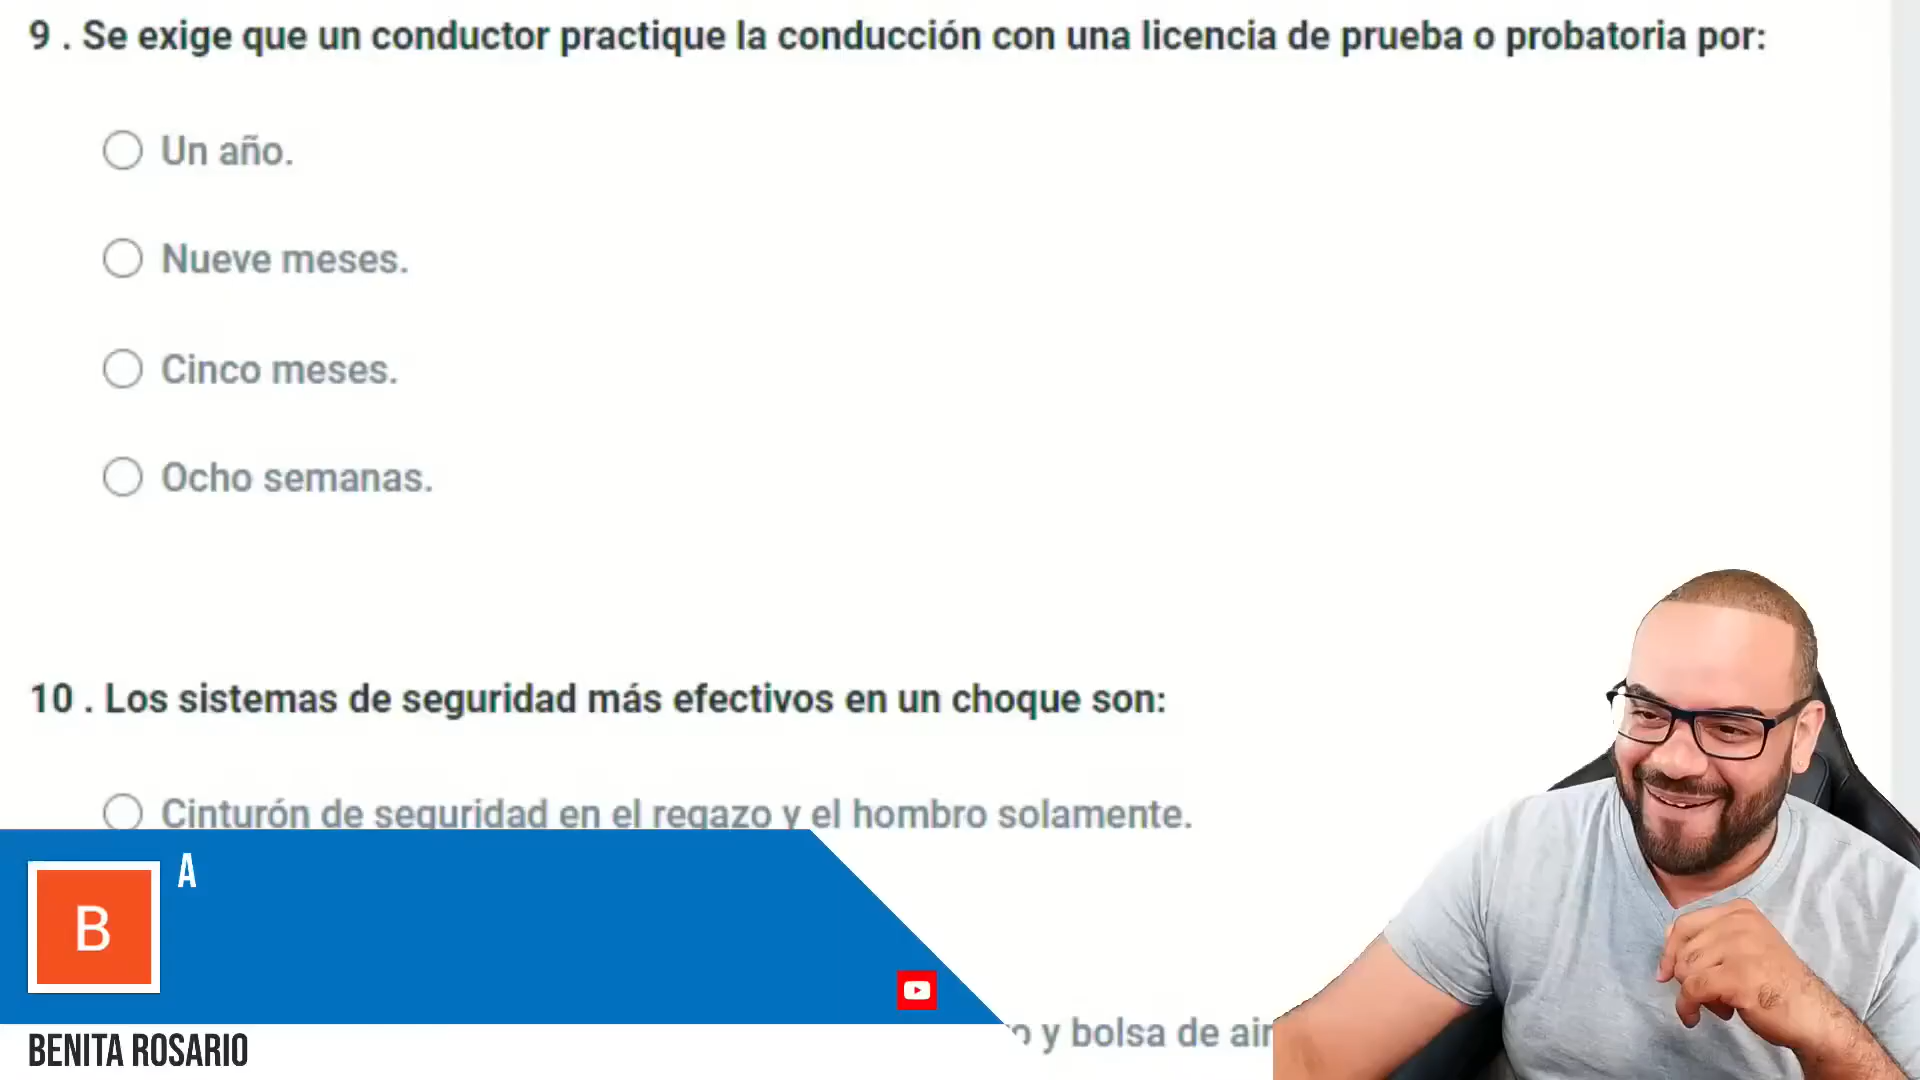 9 . Se exige que un conductor practique la conducción con una licencia de prueba o probatoria por:
Un año.
Nueve meses.
Cinco meses.
Ocho semanas.
10 . Los sistemas de seguridad más efectivos en un choque son:
Cinturón de seguridad en el regazo y el hombro solamente.
A
B
y bolsa de air
BENITA ROSARIO